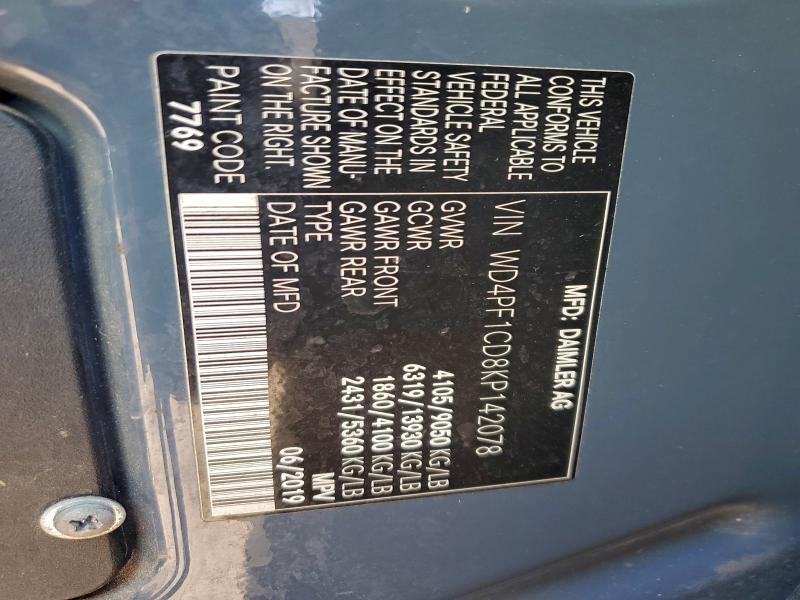 MFD: DAIMLER AG
VIN WD4PF1CD8KP142078
THIS VEHICLE
CONFORMS TO
ALL APPLICABLE
FEDERAL
VEHICLE SAFETY
STANDARDS IN
EFFECT ON THE
DATE OF MANU-
FACTURE SHOWN
ON THE RIGHT.
PAINT CODE
7769
GVWR 4105/9050 KG/LB
GCWR 6319/13930 KG/LB
GAWR FRONT 1860/4100 KG/LB
GAWR REAR 2431/5360 KG/LB
TYPE MPV
DATE OF MFD 06/2019